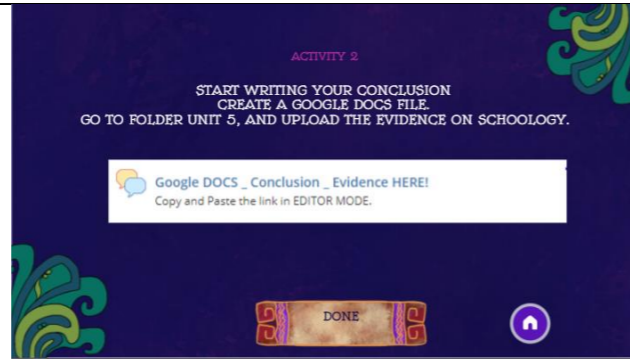 ACTIVITY 2
START WRITING YOUR CONCLUSION
CREATE A GOOGLE DOCS FILE.
GO TO FOLDER UNIT 5, AND UPLOAD THE EVIDENCE ON SCHOOLOGY.
Google DOCS _ Conclusion _ Evidence HERE!
Copy and Paste the link in EDITOR MODE.
DONE